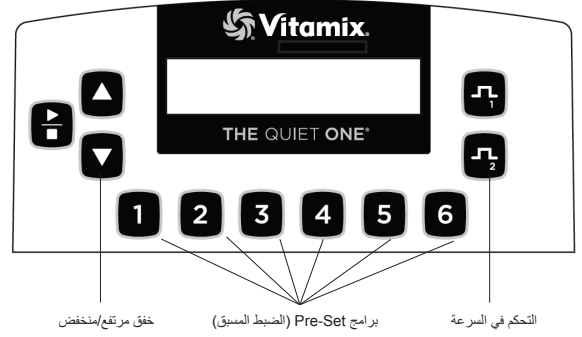 Vitamix.
THE QUIET ONE®
1
2
1 2 3 4 5 6
التحكم في السرعة
برامج Pre-Set (الضبط المسبق)
خفق مرتفع/منخفض